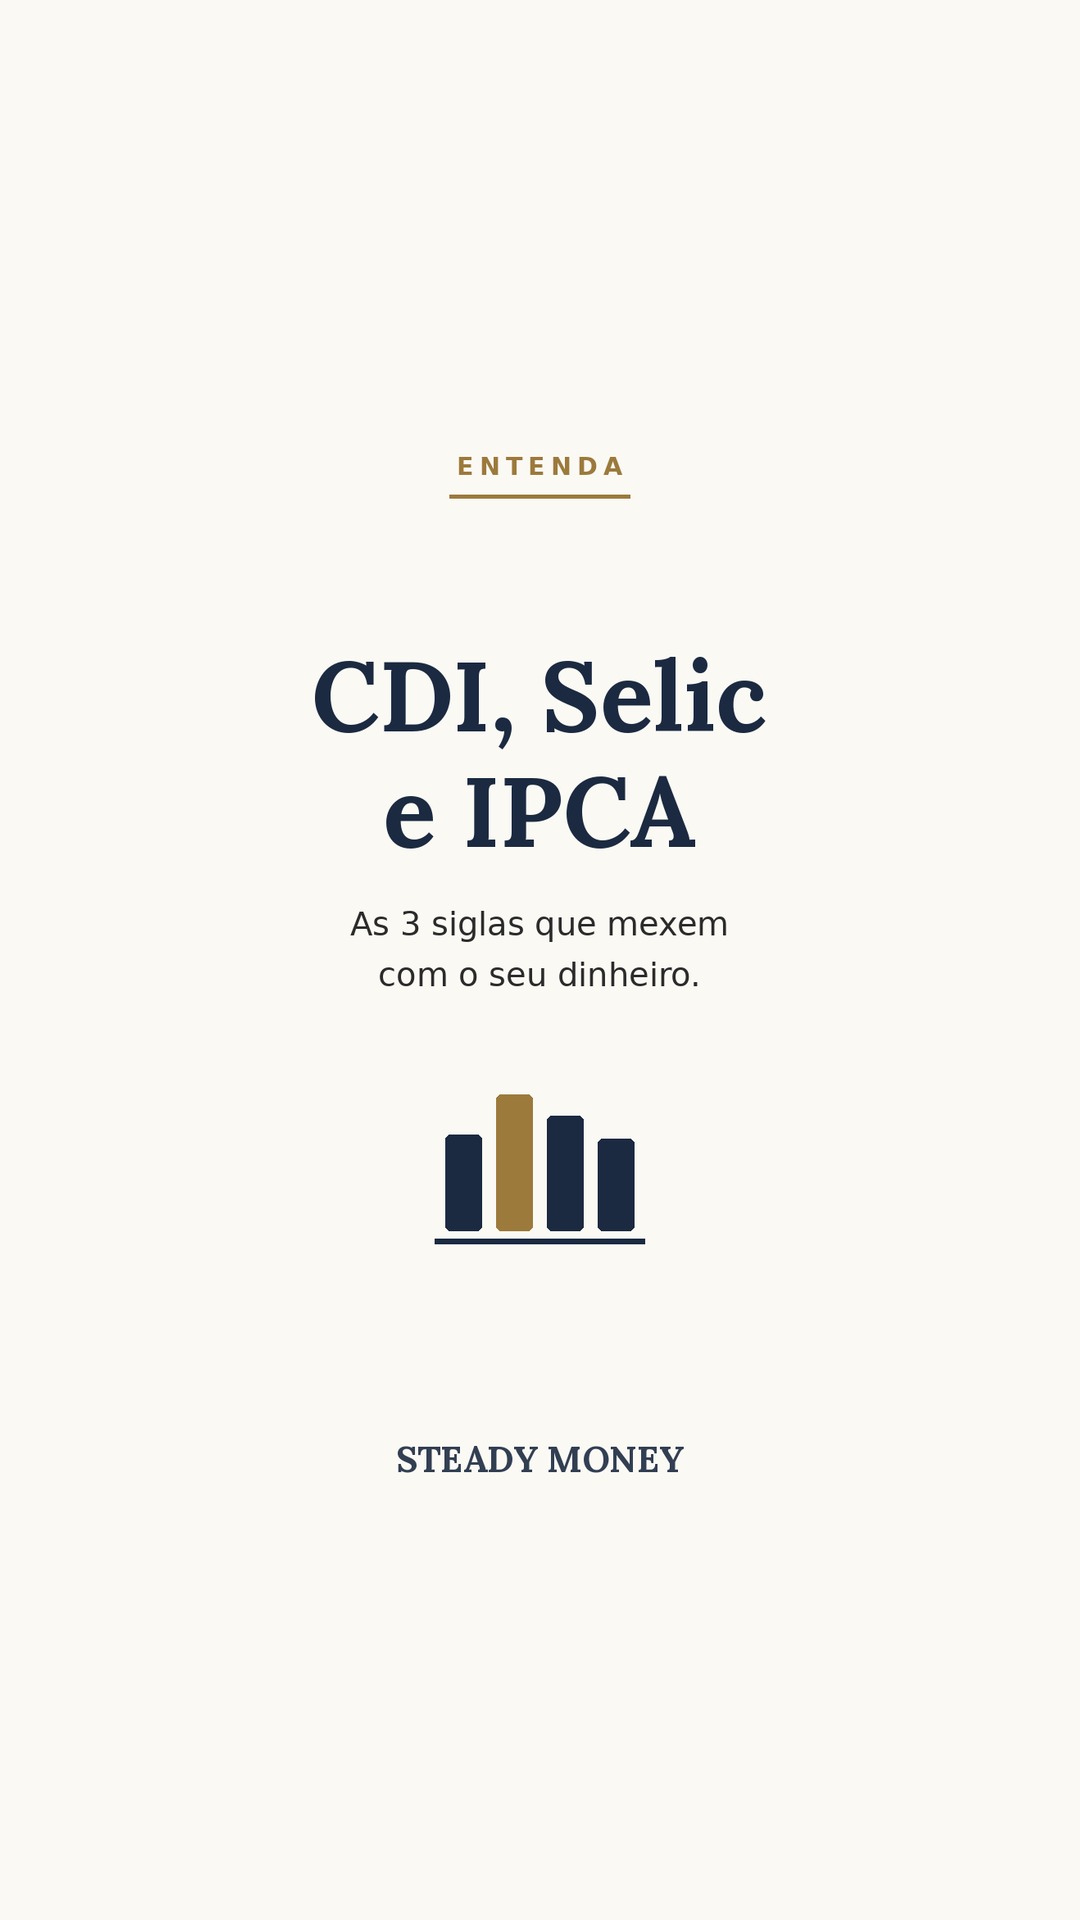 ENTENDA
CDI, Selic
e IPCA
As 3 siglas que mexem
com o seu dinheiro.
STEADY MONEY